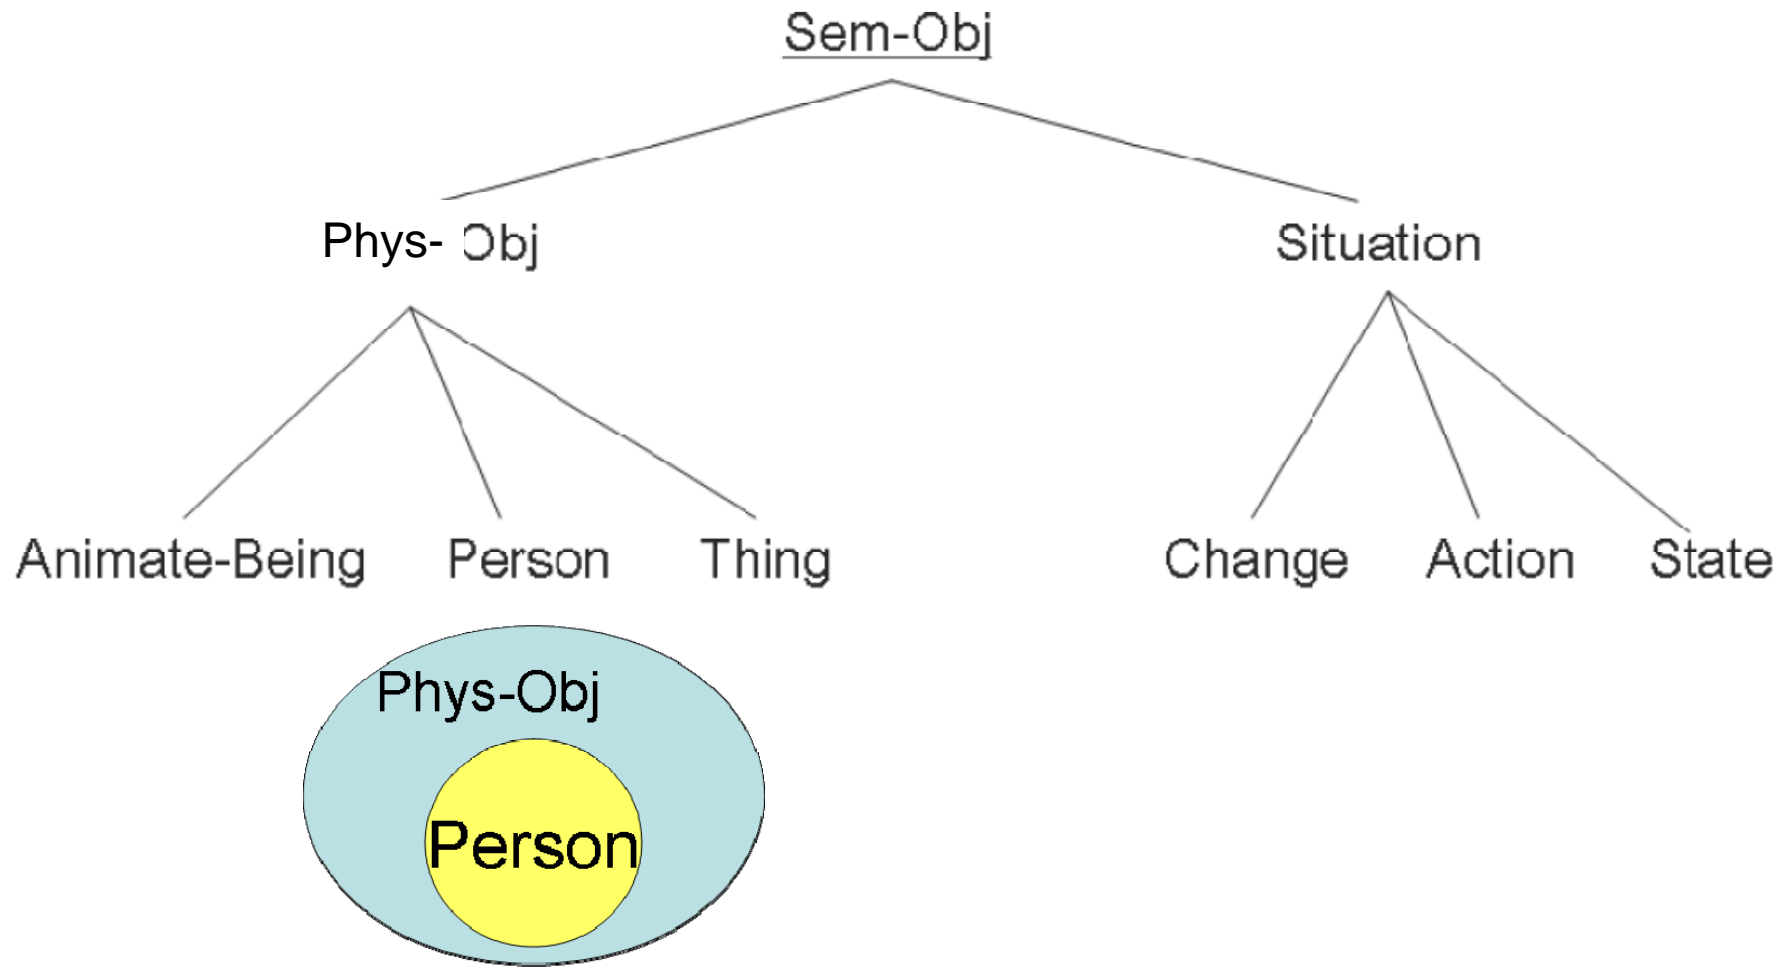 Sem-Obj
Phys- Obj
Situation
Animate-Being
Person
Thing
Change
Action
State
Phys-Obj
Person